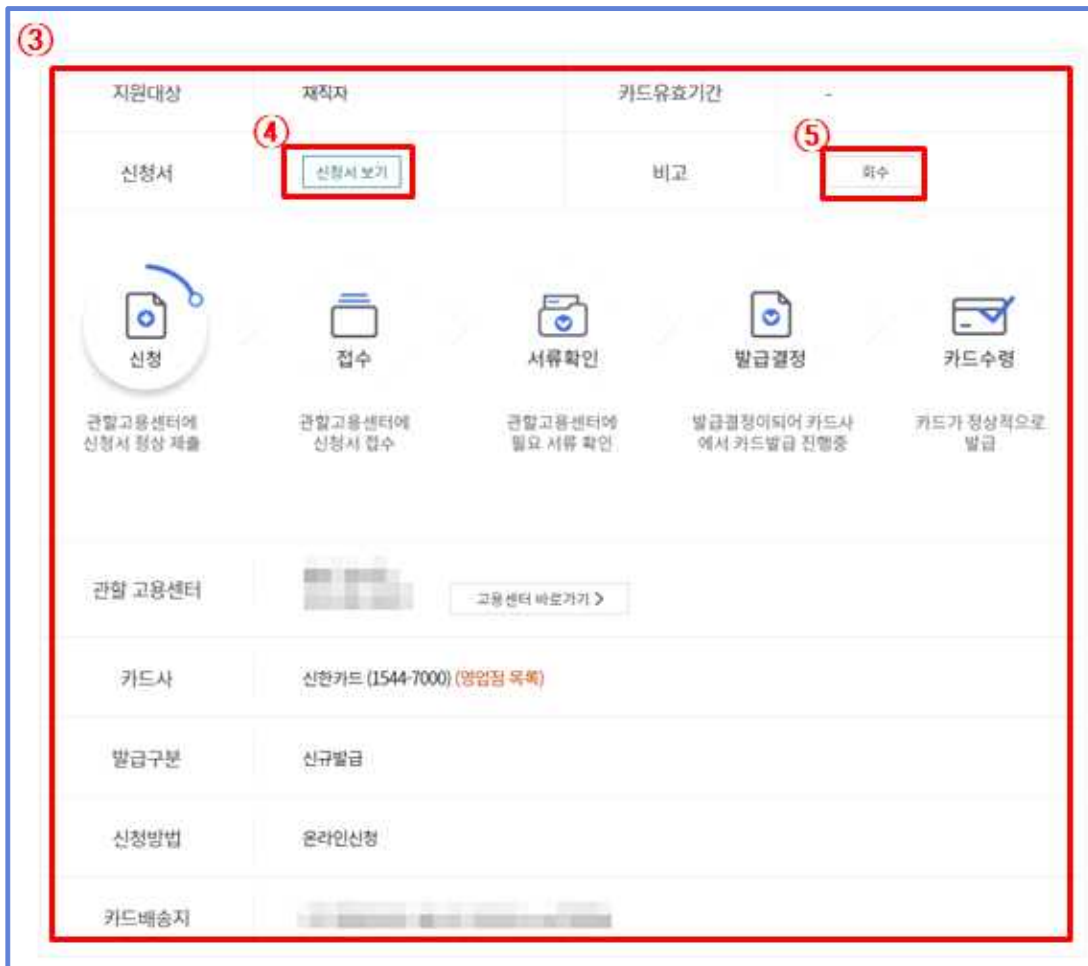 ③
지원대상 재직자 카드유효기간 -
④ ⑤
신청서 신청서 보기 비고 회수
신청 접수 서류확인 발급결정 카드수령
관할고용센터에 관할고용센터에 관할고용센터에 발급결정이되어 카드사 카드가 정상적으로
신청서 정상 제출 신청서 접수 필요 서류 확인 에서 카드발급 진행중 발급
관할 고용센터 고용센터 바로가기 >
카드사 신한카드 (1544-7000) (영업점 목록)
발급구분 신규발급
신청방법 온라인신청
카드배송지